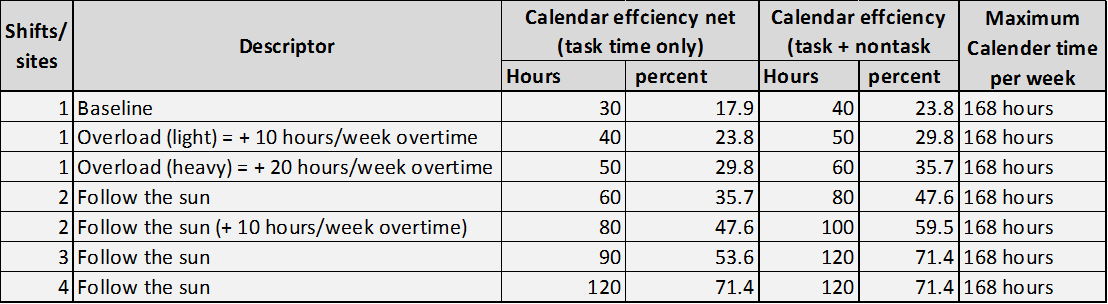 Shifts/ sites Descriptor Calendar effciency net (task time only) Calendar effciency (task + nontask Maximum Calender time per week
Hours percent Hours percent
1 Baseline 30 17.9 40 23.8 168 hours
1 Overload (light) = + 10 hours/week overtime 40 23.8 50 29.8 168 hours
1 Overload (heavy) = + 20 hours/week overtime 50 29.8 60 35.7 168 hours
2 Follow the sun 60 35.7 80 47.6 168 hours
2 Follow the sun (+ 10 hours/week overtime) 80 47.6 100 59.5 168 hours
3 Follow the sun 90 53.6 120 71.4 168 hours
4 Follow the sun 120 71.4 120 71.4 168 hours